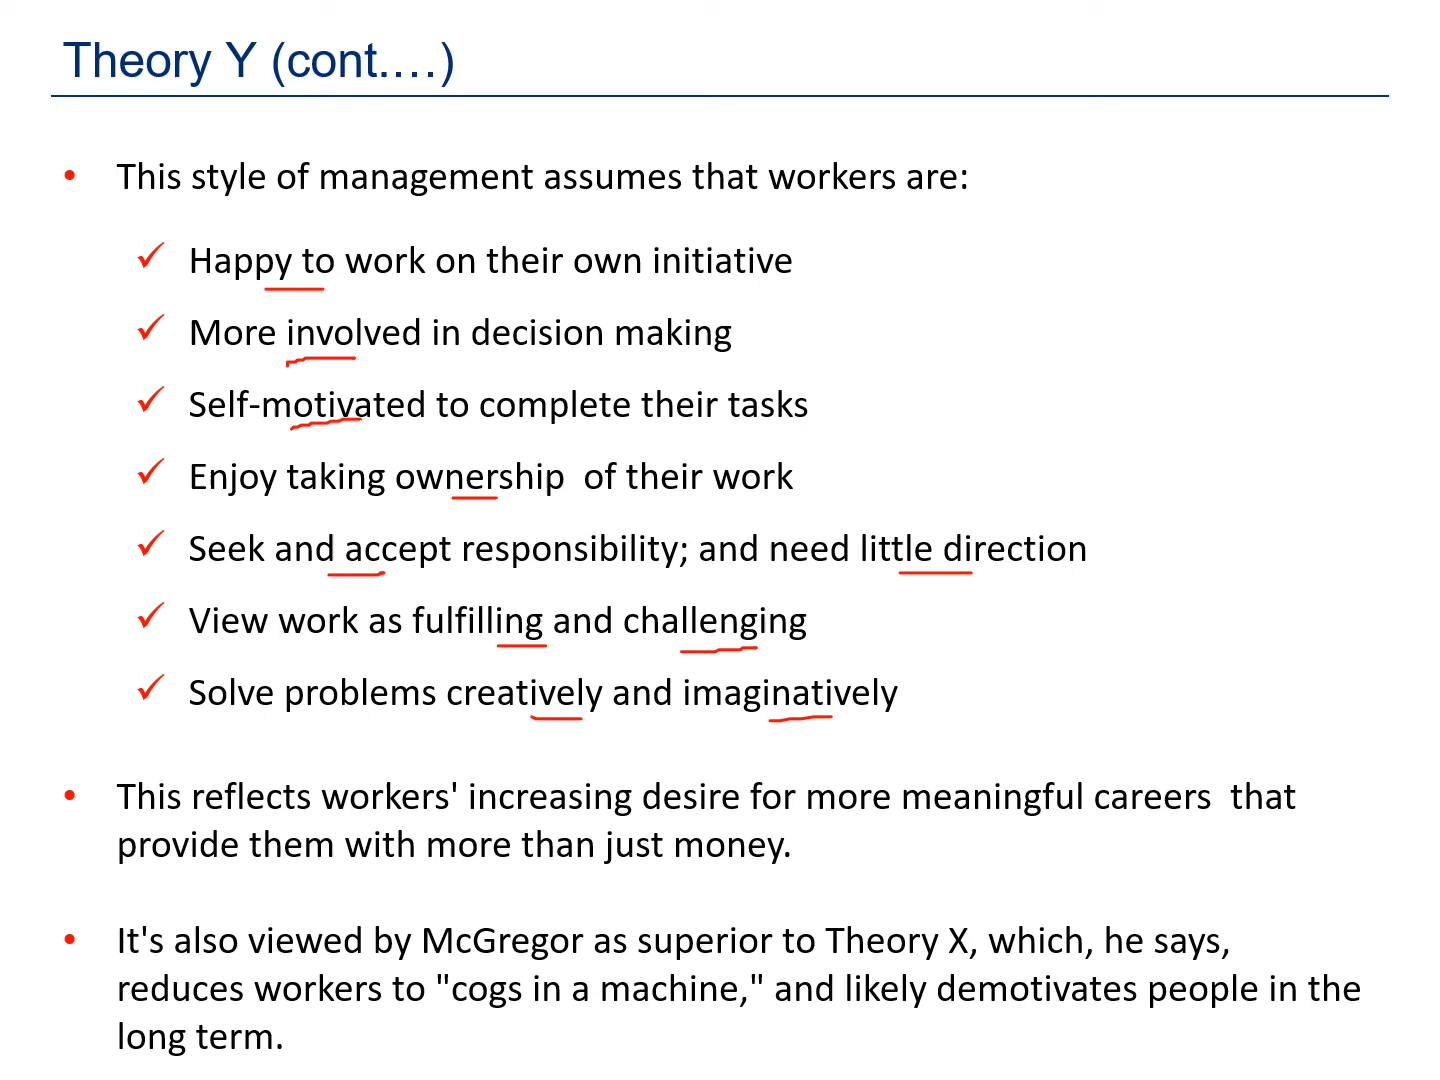 Theory Y (cont.…)
• This style of management assumes that workers are:
✓ Happy to work on their own initiative
✓ More involved in decision making
✓ Self-motivated to complete their tasks
✓ Enjoy taking ownership  of their work
✓ Seek and accept responsibility; and need little direction
✓ View work as fulfilling and challenging
✓ Solve problems creatively and imaginatively
• This reflects workers' increasing desire for more meaningful careers  that
provide them with more than just money.
• It's also viewed by McGregor as superior to Theory X, which, he says,
reduces workers to "cogs in a machine," and likely demotivates people in the
long term.